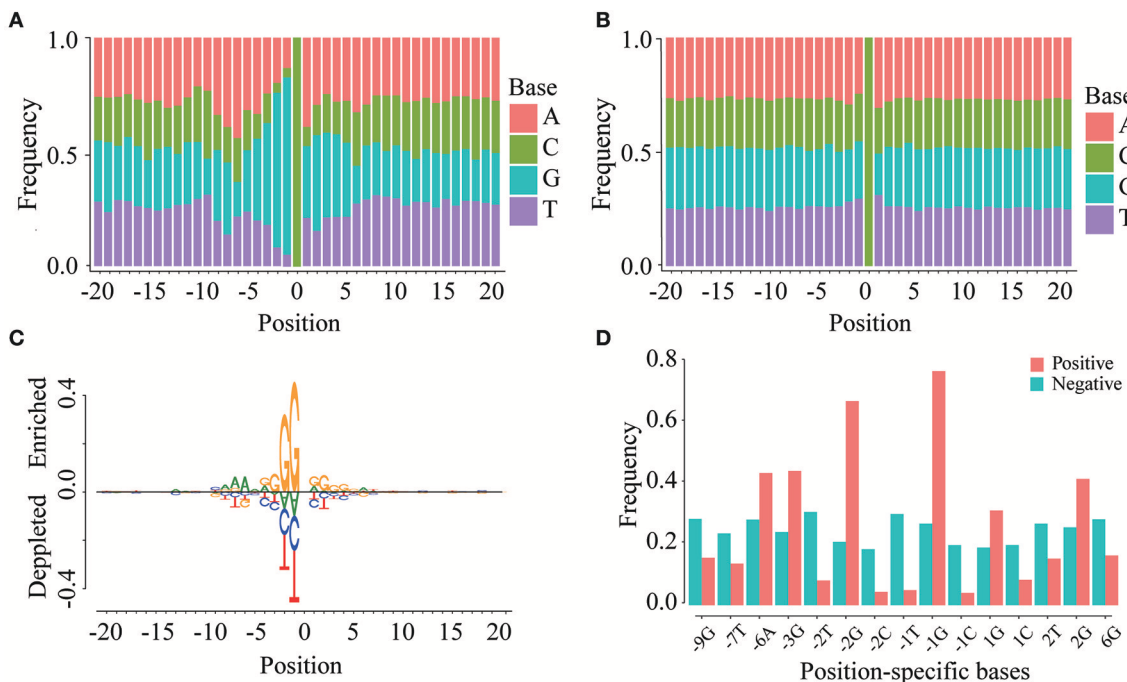 A
1.0
0.5
0.0
Frequency
-20 -15 -10 -5 0 5 10 15 20
Position
Base
A
C
G
T
B
1.0
0.5
0.0
Frequency
-20 -15 -10 -5 0 5 10 15 20
Position
Base
A
C
G
T
C
0.4
0.0
-0.4
Deppleted Enriched
-20 -15 -10 -5 0 5 10 15 20
Position
D
0.8
0.6
0.4
0.2
0.0
Frequency
Positive
Negative
-9G -7T -6A -3G -2T -2G -2C -1T -1G -1C 1G 1C 2T 2G 6G
Position-specific bases